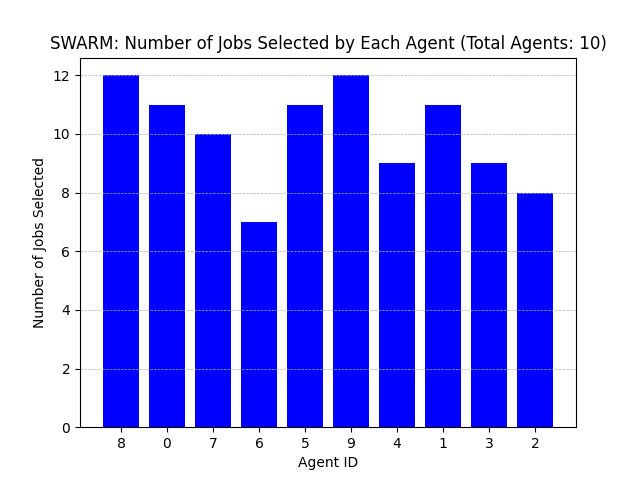 SWARM: Number of Jobs Selected by Each Agent (Total Agents: 10)
12
10
8
6
4
2
0
Number of Jobs Selected
8 0 7 6 5 9 4 1 3 2
Agent ID